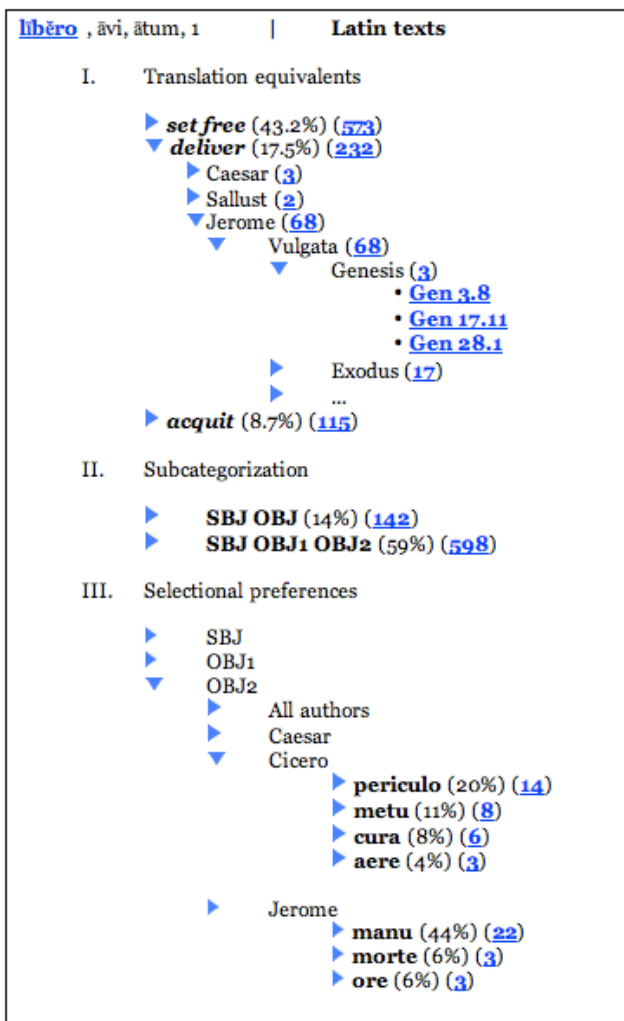 lībĕro , āvi, ātum, 1 | Latin texts
I. Translation equivalents
set free (43.2%) (573)
deliver (17.5%) (232)
Caesar (3)
Sallust (2)
Jerome (68)
Vulgata (68)
Genesis (3)
• Gen 3.8
• Gen 17.11
• Gen 28.1
Exodus (17)
...
acquit (8.7%) (115)
II. Subcategorization
SBJ OBJ (14%) (142)
SBJ OBJ1 OBJ2 (59%) (598)
III. Selectional preferences
SBJ
OBJ1
OBJ2
All authors
Caesar
Cicero
periculo (20%) (14)
metu (11%) (8)
cura (8%) (6)
aere (4%) (3)
Jerome
manu (44%) (22)
morte (6%) (3)
ore (6%) (3)